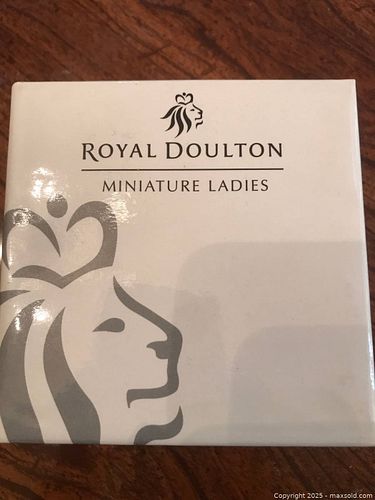 ROYAL DOULTON
MINIATURE LADIES
Copyright 2025 - maxsold.com